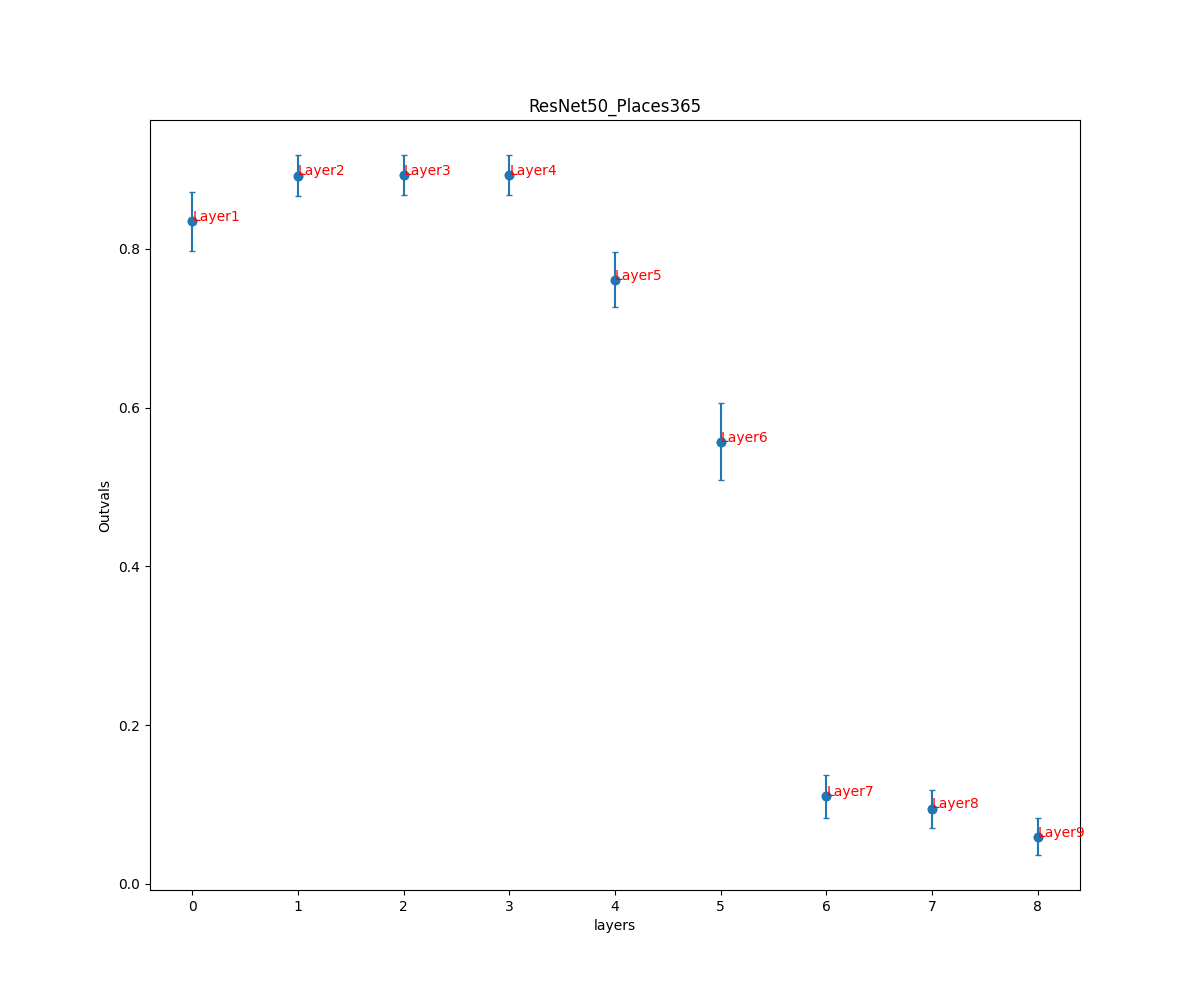 ResNet50_Places365
Layer1
Layer2
Layer3
Layer4
Layer5
Layer6
Layer7
Layer8
Layer9
Outvals
0.8
0.6
0.4
0.2
0.0
0 1 2 3 4 5 6 7 8
layers